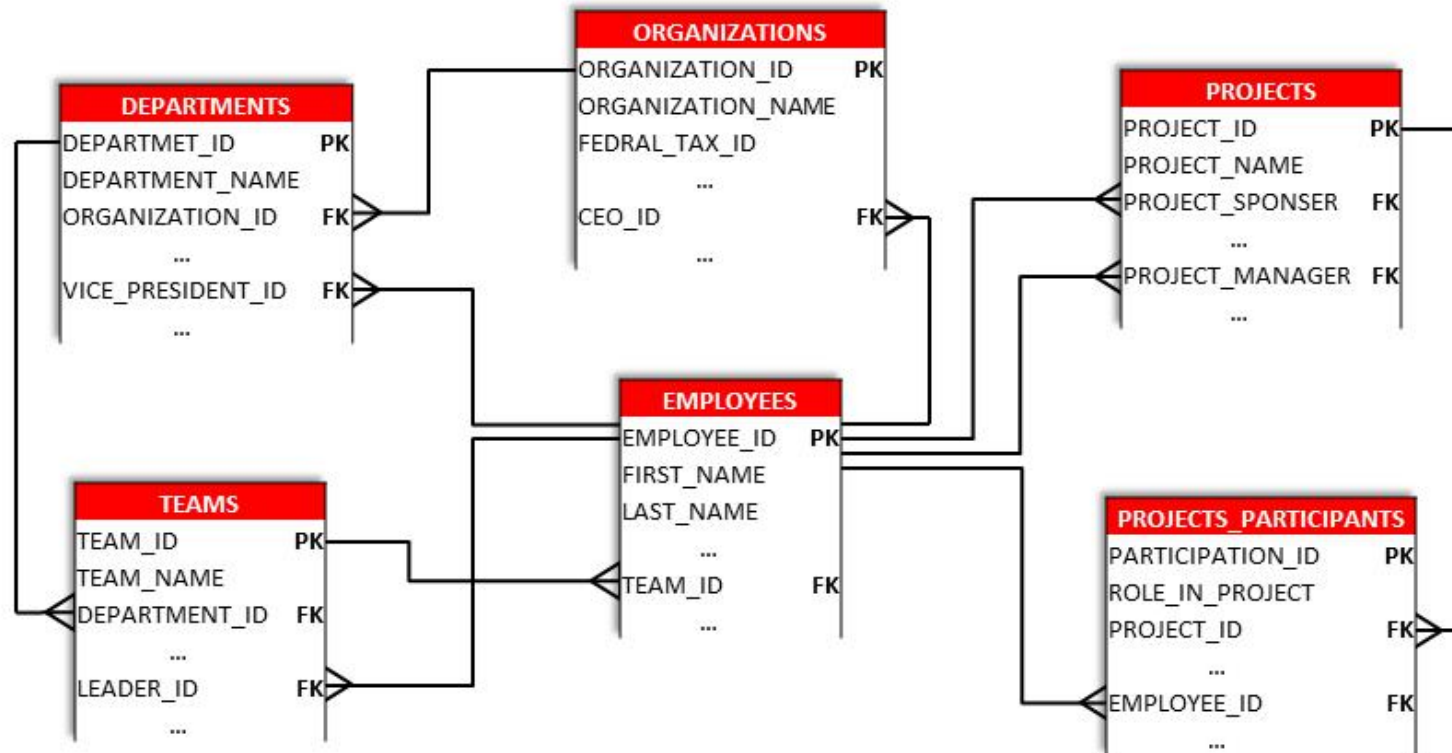 ORGANIZATIONS
ORGANIZATION_ID PK
ORGANIZATION_NAME
FEDRAL_TAX_ID
...
CEO_ID FK
...
DEPARTMENTS
DEPARTMET_ID PK
DEPARTMENT_NAME
ORGANIZATION_ID FK
...
VICE_PRESIDENT_ID FK
...
PROJECTS
PROJECT_ID PK
PROJECT_NAME
PROJECT_SPONSER FK
...
PROJECT_MANAGER FK
...
EMPLOYEES
EMPLOYEE_ID PK
FIRST_NAME
LAST_NAME
...
TEAM_ID FK
...
TEAMS
TEAM_ID PK
TEAM_NAME
DEPARTMENT_ID FK
...
LEADER_ID FK
...
PROJECTS_PARTICIPANTS
PARTICIPATION_ID PK
ROLE_IN_PROJECT
PROJECT_ID FK
...
EMPLOYEE_ID FK
...